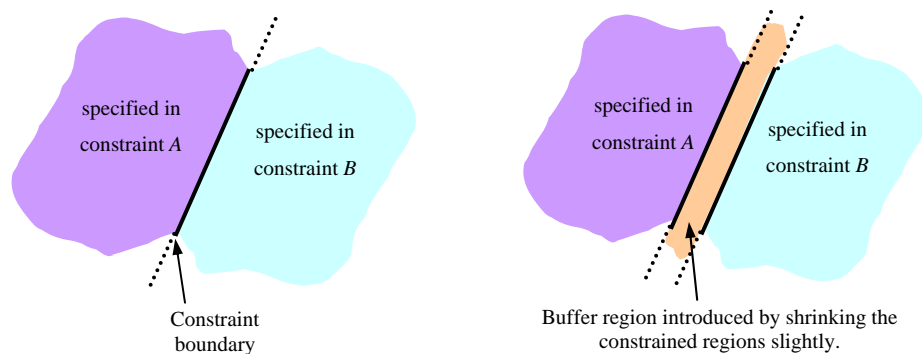 specified in
constraint A
specified in
constraint B
Constraint
boundary
specified in
constraint A
specified in
constraint B
Buffer region introduced by shrinking the
constrained regions slightly.